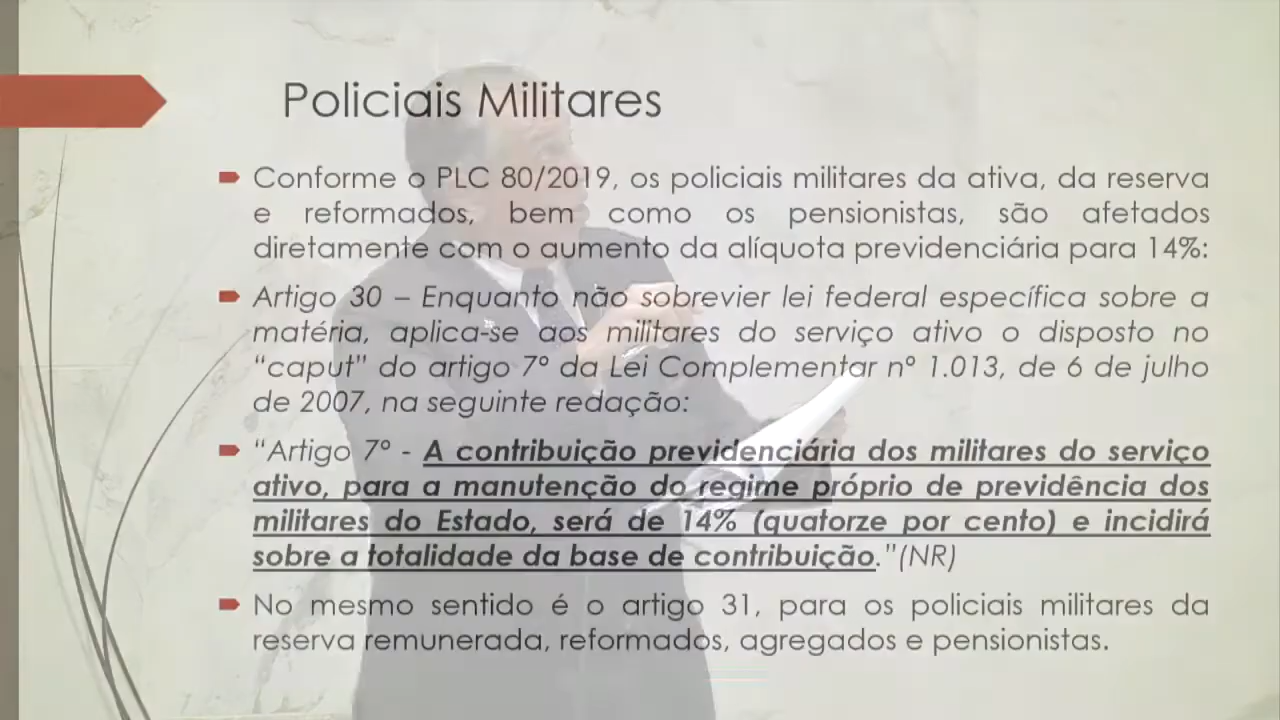 Policiais Militares
Conforme o PLC 80/2019, os policiais militares da ativa, da reserva
e reformados, bem como os pensionistas, são afetados
diretamente com o aumento da alíquota previdenciária para 14%:
Artigo 30 – Enquanto não sobrevier lei federal específica sobre a
matéria, aplica-se aos militares do serviço ativo o disposto no
“caput” do artigo 7º da Lei Complementar nº 1.013, de 6 de julho
de 2007, na seguinte redação:
“Artigo 7º - A contribuição previdenciária dos militares do serviço
ativo, para a manutenção do regime próprio de previdência dos
militares do Estado, será de 14% (quatorze por cento) e incidirá
sobre a totalidade da base de contribuição.”(NR)
No mesmo sentido é o artigo 31, para os policiais militares da
reserva remunerada, reformados, agregados e pensionistas.